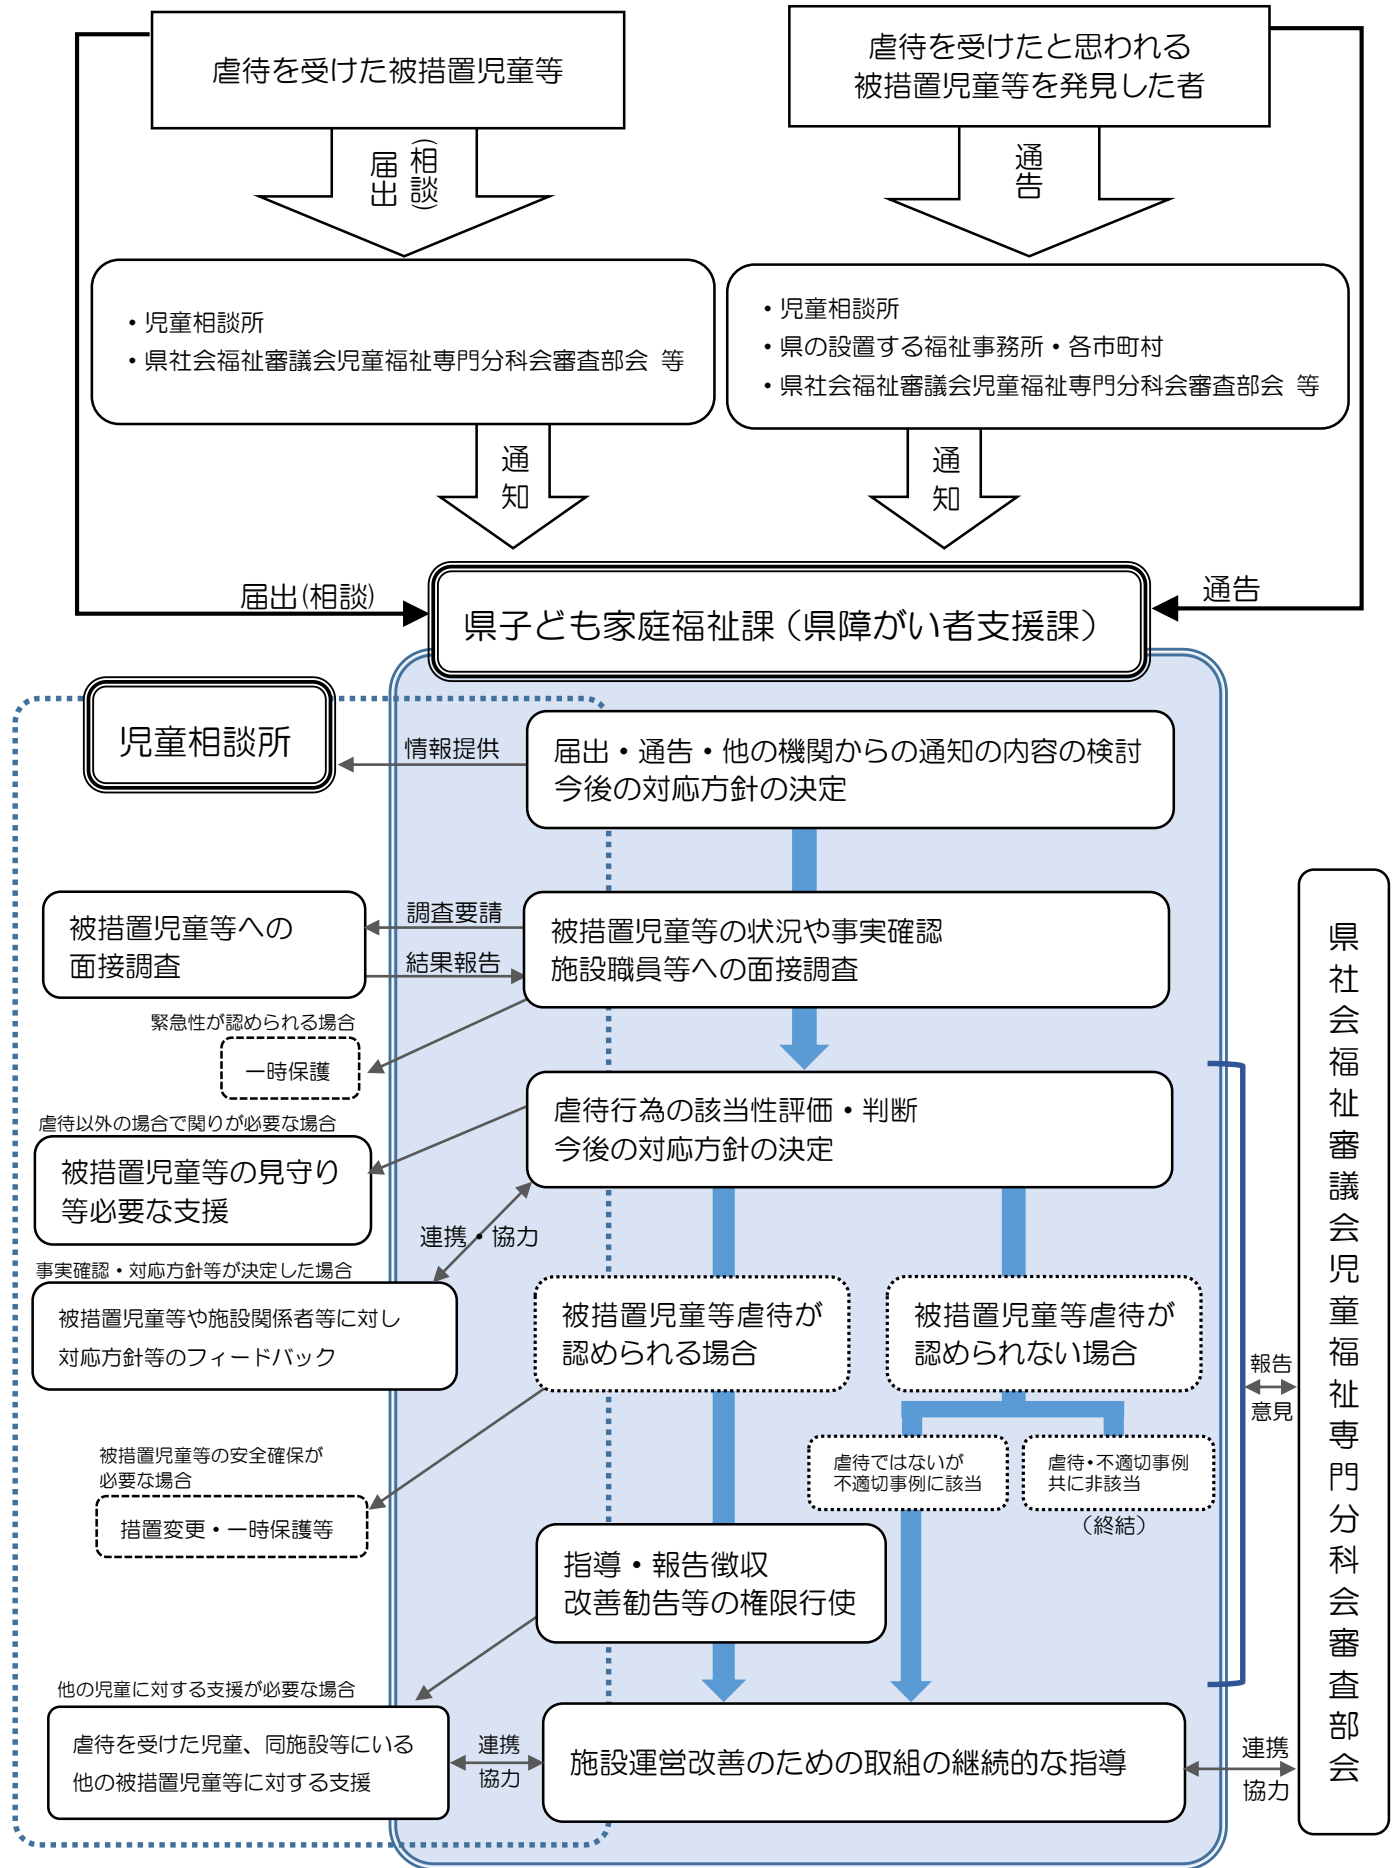 虐待を受けた被措置児童等
虐待を受けたと思われる
被措置児童等を発見した者
届出
(相談)
通告
・児童相談所
・県社会福祉審議会児童福祉専門分科会審査部会 等
・児童相談所
・県の設置する福祉事務所・各市町村
・県社会福祉審議会児童福祉専門分科会審査部会 等
通知
通知
届出(相談)
通告
県子ども家庭福祉課（県障がい者支援課）
児童相談所
情報提供
届出・通告・他の機関からの通知の内容の検討
今後の対応方針の決定
被措置児童等への
面接調査
調査要請
結果報告
被措置児童等の状況や事実確認
施設職員等への面接調査
緊急性が認められる場合
一時保護
虐待行為の該当性評価・判断
今後の対応方針の決定
虐待以外の場合で関りが必要な場合
被措置児童等の見守り
等必要な支援
連携・協力
事実確認・対応方針等が決定した場合
被措置児童等や施設関係者等に対し
対応方針等のフィードバック
被措置児童等虐待が
認められる場合
被措置児童等虐待が
認められない場合
報告
意見
県社会福祉審議会児童福祉専門分科会審査部会
被措置児童等の安全確保が
必要な場合
措置変更・一時保護等
虐待ではないが
不適切事例に該当
虐待・不適切事例
共に非該当
（終結）
指導・報告徴収
改善勧告等の権限行使
他の児童に対する支援が必要な場合
虐待を受けた児童、同施設等にいる
他の被措置児童等に対する支援
連携
協力
施設運営改善のための取組の継続的な指導
連携
協力